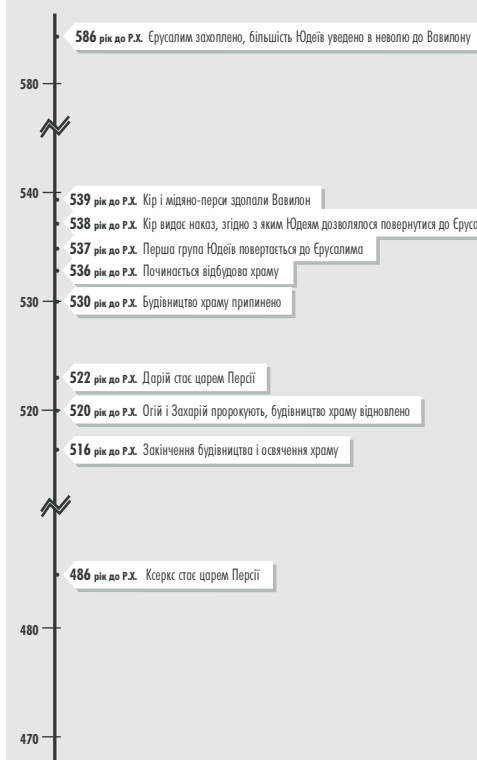 586 рік до Р.Х. Єрусалим захоплено, більшість Юдеїв уведено в неволю до Вавилону
580
540
539 рік до Р.Х. Кір і мідяно-перси здолали Вавилон
538 рік до Р.Х. Кір видає наказ, згідно з яким Юдеям дозволялося повернутися до
537 рік до Р.Х. Перша група Юдеїв повертається до Єрусалима
536 рік до Р.Х. Починається відбудова храму
530
530 рік до Р.Х. Будівництво храму припинено
522 рік до Р.Х. Дарій стає царем Персії
520
520 рік до Р.Х. Огій і Захарій пророкують, будівництво храму відновлено
516 рік до Р.Х. Закінчення будівництва і освячення храму
486 рік до Р.Х. Ксеркс стає царем Персії
480
470